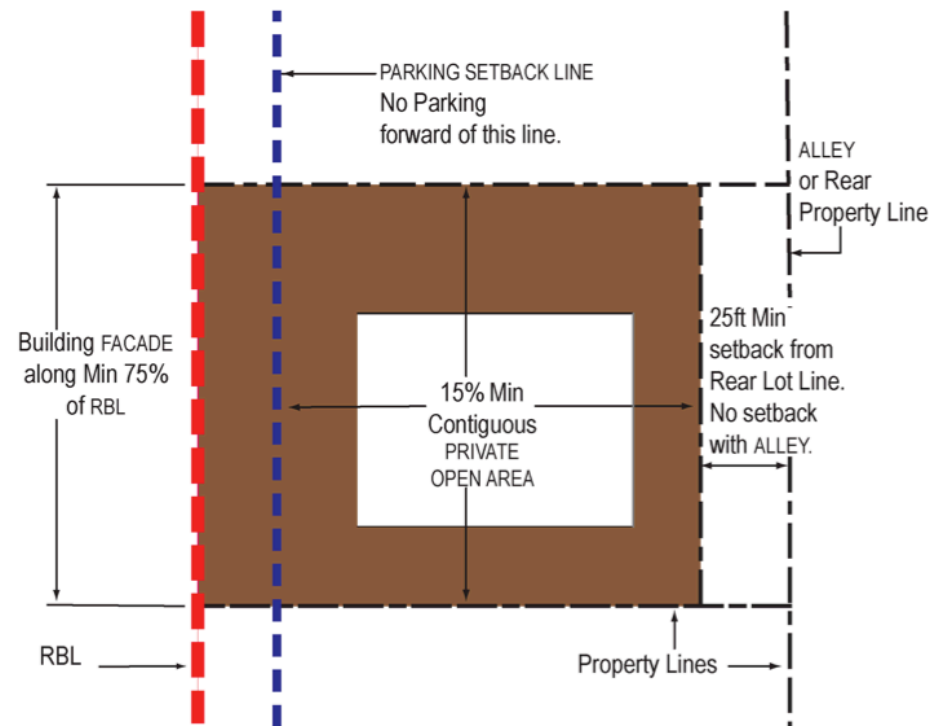 PARKING SETBACK LINE
No Parking
forward of this line.
ALLEY
or Rear
Property Line
Building FACADE
along Min 75%
of RBL
15% Min
Contiguous
PRIVATE
OPEN AREA
25ft Min
setback from
Rear Lot Line.
No setback
with ALLEY.
RBL
Property Lines